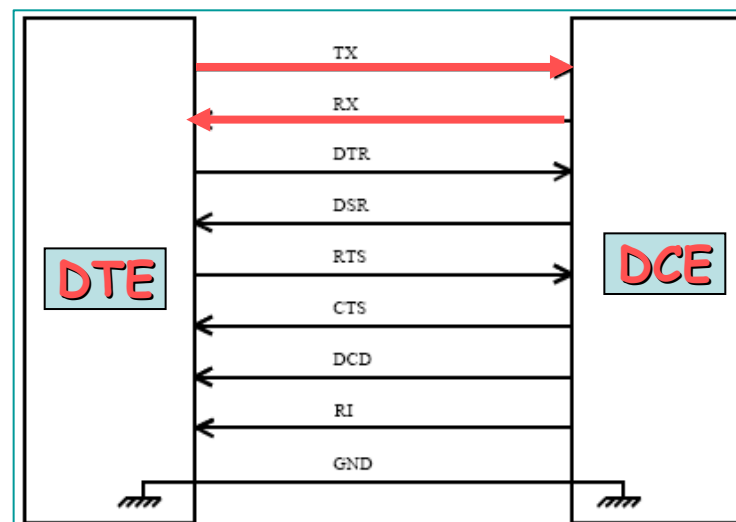 TX
RX
DTR
DSR
DTE
RTS
DCE
CTS
DCD
RI
GND